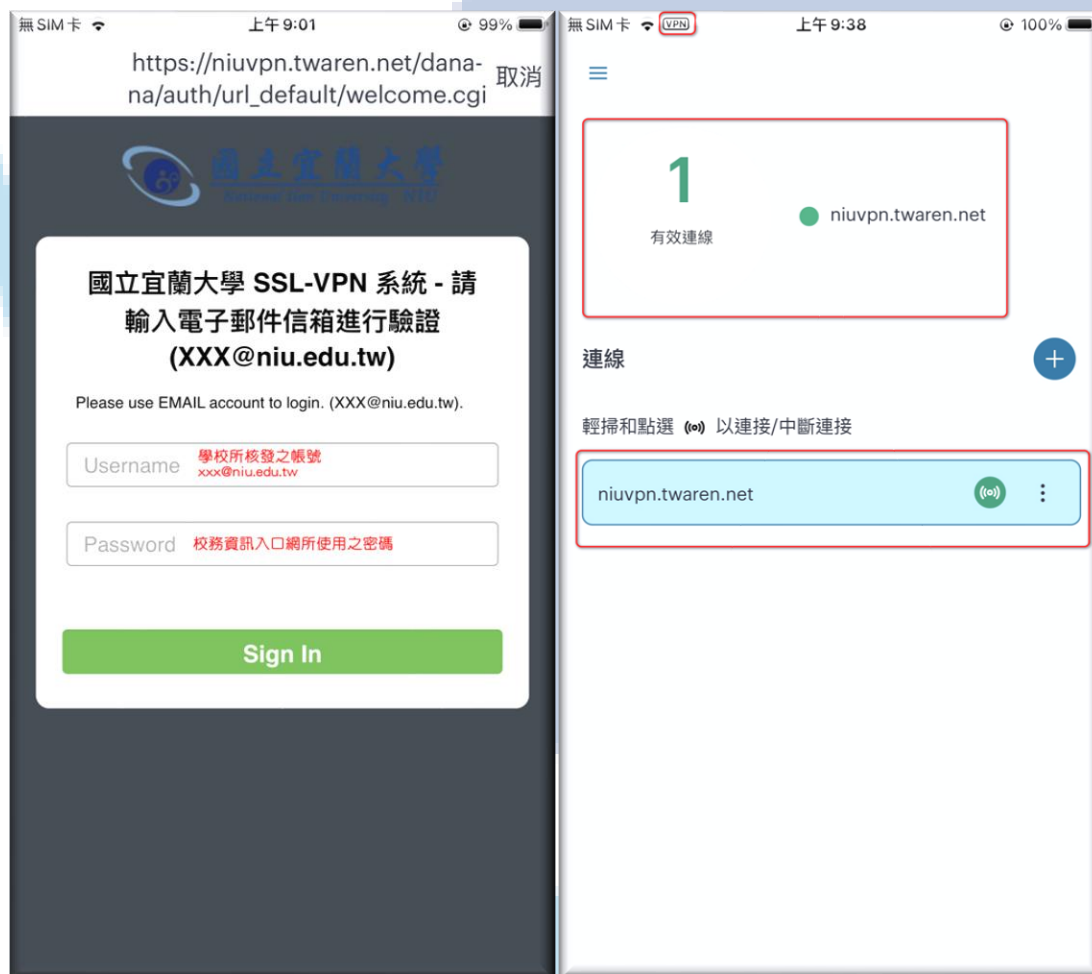 無SIM卡
上午9:01
99%
https://niuvpn.twaren.net/dana-
na/auth/url_default/welcome.cgi
取消
國立宜蘭大學
國立宜蘭大學 SSL-VPN 系統 - 請
輸入電子郵件信箱進行驗證
(XXX@niu.edu.tw)
Please use EMAIL account to login. (XXX@niu.edu.tw).
Username
學校所核發之帳號
xxx@niu.edu.tw
Password
校務資訊入口網所使用之密碼
Sign In
無SIM卡
VPN
上午9:38
100%
1
有效連線
niuvpn.twaren.net
連線
輕掃和點選 以連接/中斷連接
niuvpn.twaren.net